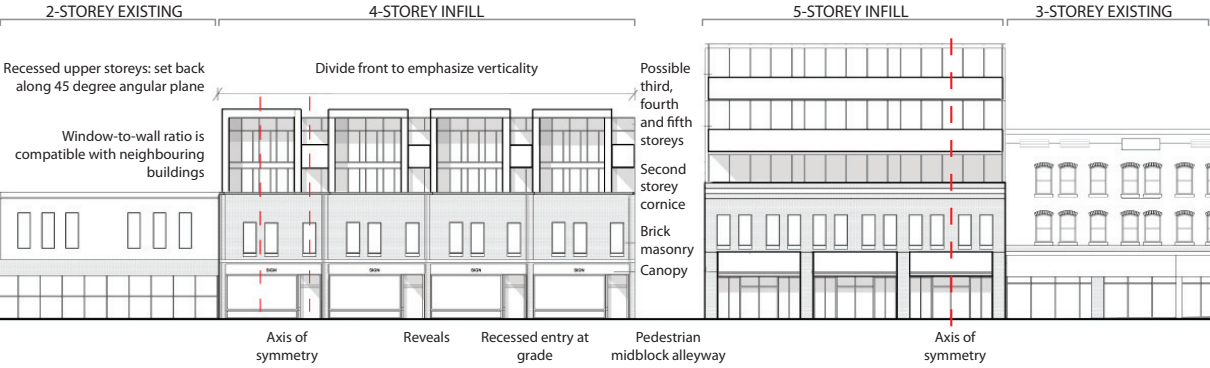 2-STOREY EXISTING
4-STOREY INFILL
5-STOREY INFILL
3-STOREY EXISTING
Recessed upper storeys: set back
along 45 degree angular plane
Window-to-wall ratio is
compatible with neighbouring
buildings
Divide front to emphasize verticality
Possible
third,
fourth
and fifth
storeys
Second
storey
cornice
Brick
masonry
Canopy
SIGN
SIGN
SIGN
SIGN
Axis of
symmetry
Reveals
Recessed entry at
grade
Pedestrian
midblock alleyway
Axis of
symmetry